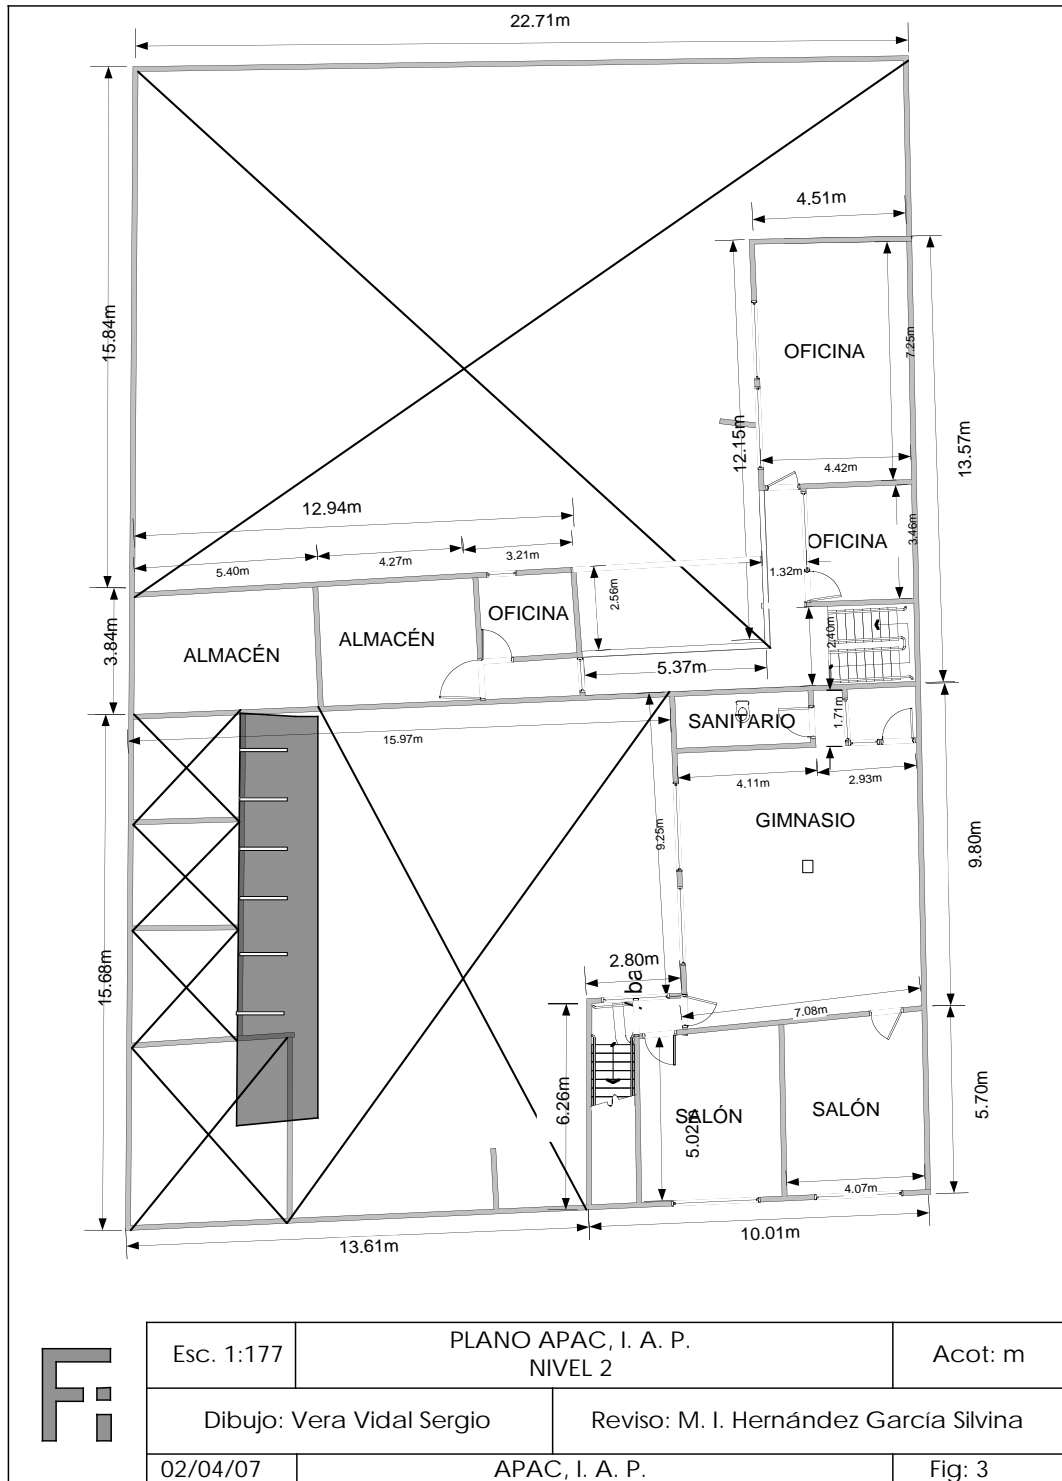 22.71m
4.51m
15.84m
OFICINA
7.25m
12.15m
13.57m
4.42m
12.94m
3.46m
OFICINA
5.40m
4.27m
3.21m
1.32m
2.56m
OFICINA
3.84m
ALMACÉN
ALMACÉN
2.40m
5.37m
SANITARIO
1.71m
15.97m
4.11m
2.93m
GIMNASIO
9.25m
9.80m
2.80m
ba
15.68m
7.08m
6.26m
5.02m
SALÓN
SALÓN
5.70m
4.07m
13.61m
10.01m
Fi
Esc. 1:177
PLANO APAC, I. A. P.
NIVEL 2
Acot: m
Dibujo: Vera Vidal Sergio
Reviso: M. I. Hernández García Silvina
02/04/07
APAC, I. A. P.
Fig: 3